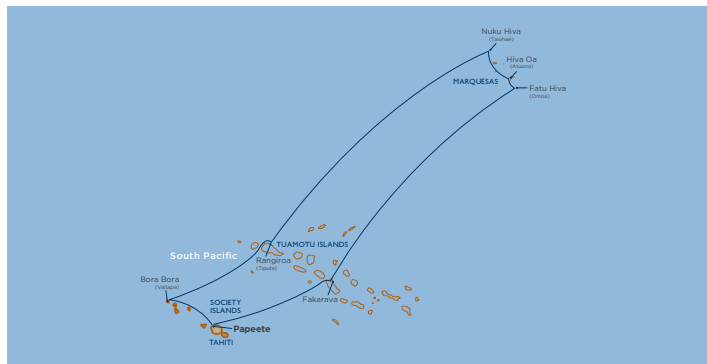 Nuku Hiva
(Taiohae)
Hiva Oa
(Atuona)
MARQUESAS
Fatu Hiva
(Omoa)
TUAMOTU ISLANDS
South Pacific
Rangiroa
(Tiputa)
Bora Bora
(Vaitape)
Fakarava
SOCIETY
ISLANDS
Papeete
TAHITI